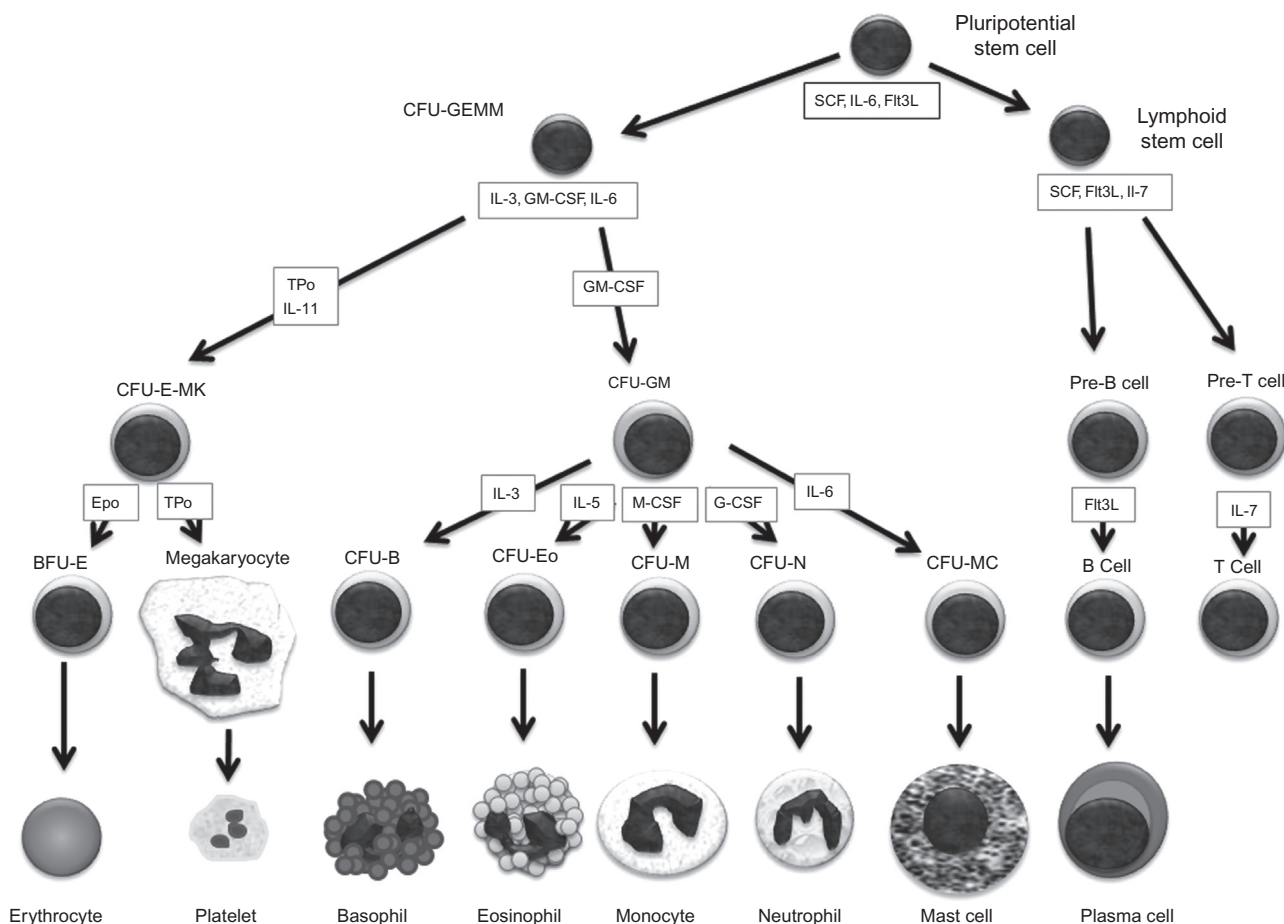 Pluripotential
stem cell
SCF, IL-6, Flt3L
CFU-GEMM
Lymphoid
stem cell
IL-3, GM-CSF, IL-6
SCF, Flt3L, Il-7
TPo
IL-11
GM-CSF
CFU-E-MK
CFU-GM
Pre-B cell
Pre-T cell
Epo
TPo
IL-3
IL-5
M-CSF
G-CSF
IL-6
Flt3L
IL-7
BFU-E
Megakaryocyte
CFU-B
CFU-Eo
CFU-M
CFU-N
CFU-MC
B Cell
T Cell
Erythrocyte
Platelet
Basophil
Eosinophil
Monocyte
Neutrophil
Mast cell
Plasma cell